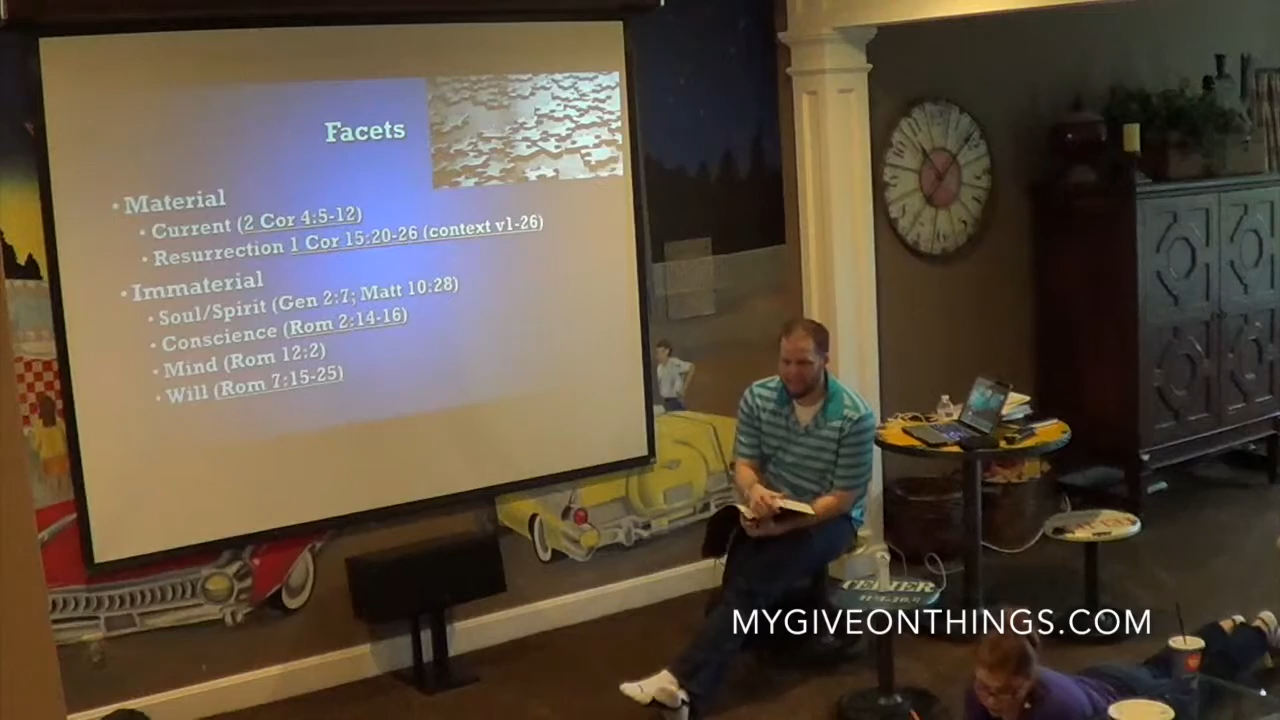 Facets
• Material
• Current (2 Cor 4:5-12)
• Resurrection 1 Cor 15:20-26 (context v1-26)
• Immaterial
• Soul/Spirit (Gen 2:7; Matt 10:28)
• Conscience (Rom 2:14-16)
• Mind (Rom 12:2)
• Will (Rom 7:15-25)
MYGIVEONTHINGS.COM